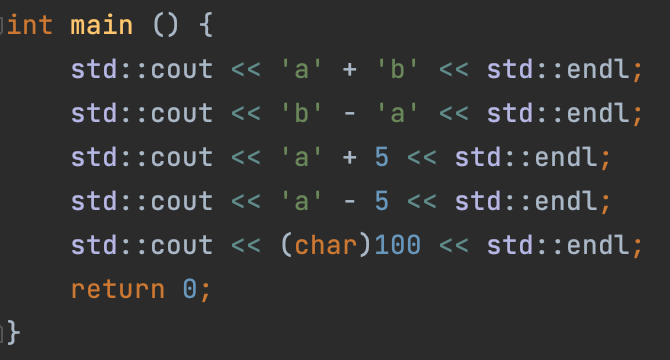 int main () {
    std::cout << 'a' + 'b' << std::endl;
    std::cout << 'b' - 'a' << std::endl;
    std::cout << 'a' + 5 << std::endl;
    std::cout << 'a' - 5 << std::endl;
    std::cout << (char)100 << std::endl;
    return 0;
}